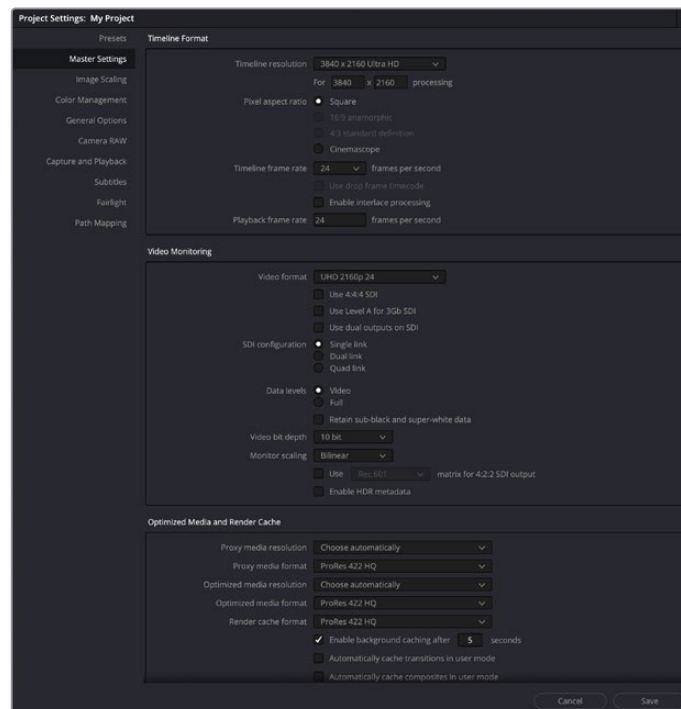 Project Settings: My Project
Presets
Master Settings
Image Scaling
Color Management
General Options
Camera RAW
Capture and Playback
Subtitles
Fairlight
Path Mapping
Timeline Format
Timeline resolution 3840 x 2160 Ultra HD
For 3840 x 2160 processing
Pixel aspect ratio Square
16:9 anamorphic
4:3 standard definition
Cinemascope
Timeline frame rate 24 frames per second
Use drop frame timecode
Enable interlace processing
Playback frame rate 24 frames per second
Video Monitoring
Video format UHD 2160p 24
Use 4:4:4 SDI
Use Level A for 3Gb SDI
Use dual outputs on SDI
SDI configuration Single link
Dual link
Quad link
Data levels Video
Full
Retain sub-black and super-white data
Video bit depth 10 bit
Monitor scaling Bilinear
Use Rec.601 matrix for 4:2:2 SDI output
Enable HDR metadata
Optimized Media and Render Cache
Proxy media resolution Choose automatically
Proxy media format ProRes 422 HQ
Optimized media resolution Choose automatically
Optimized media format ProRes 422 HQ
Render cache format ProRes 422 HQ
Enable background caching after 5 seconds
Automatically cache transitions in user mode
Automatically cache composites in user mode
Cancel Save